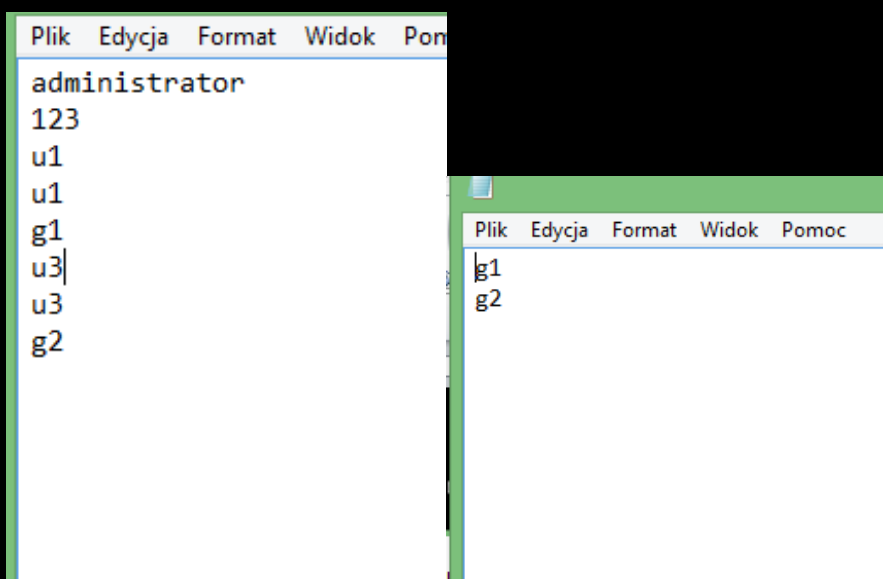 Plik Edycja Format Widok Pom
administrator
123
u1
u1
g1
u3
u3
g2
Plik Edycja Format Widok Pomoc
g1
g2